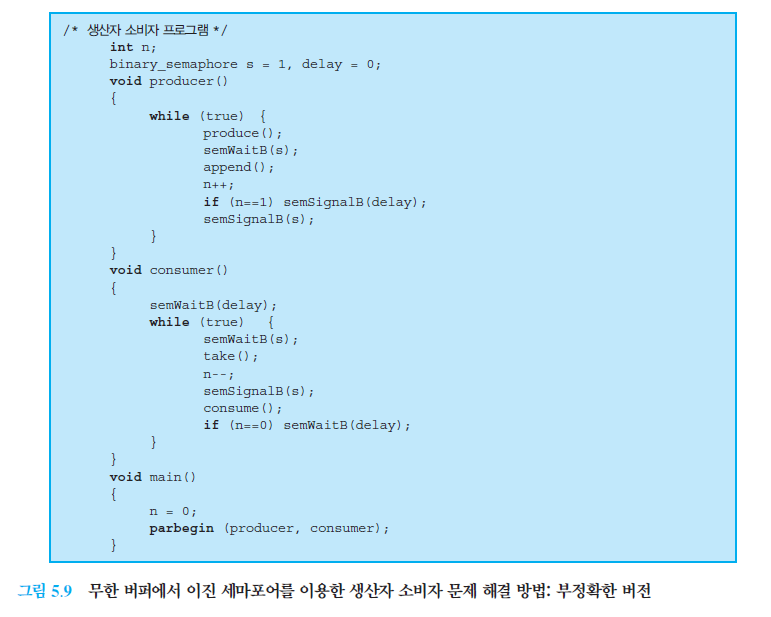 /* 생산자 소비자 프로그램 */
int n;
binary_semaphore s = 1, delay = 0;
void producer()
{
while (true) {
produce();
semWaitB(s);
append();
n++;
if (n==1) semSignalB(delay);
semSignalB(s);
}
}
void consumer()
{
semWaitB(delay);
while (true) {
semWaitB(s);
take();
n--;
semSignalB(s);
consume();
if (n==0) semWaitB(delay);
}
}
void main()
{
n = 0;
parbegin (producer, consumer);
}
그림 5.9 무한 버퍼에서 이진 세마포어를 이용한 생산자 소비자 문제 해결 방법: 부정확한 버전